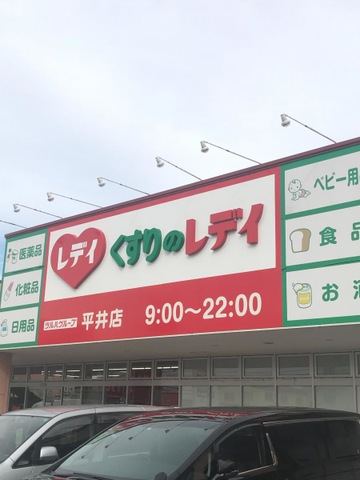 レデイ
くすりのレデイ
ツルハグループ 平井店 9:00〜22:00
医薬品
化粧品
日用品
ベビー用
食品
お酒